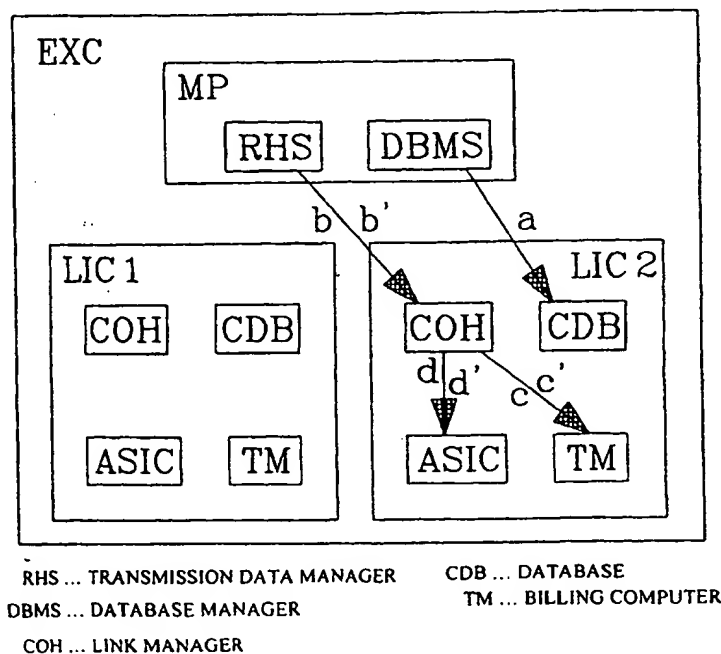 EXC
MP
RHS DBMS
b b' a
LIC 1 LIC 2
COH CDB COH CDB
d d' c c'
ASIC TM ASIC TM
RHS ... TRANSMISSION DATA MANAGER CDB ... DATABASE
DBMS ... DATABASE MANAGER TM ... BILLING COMPUTER
COH ... LINK MANAGER